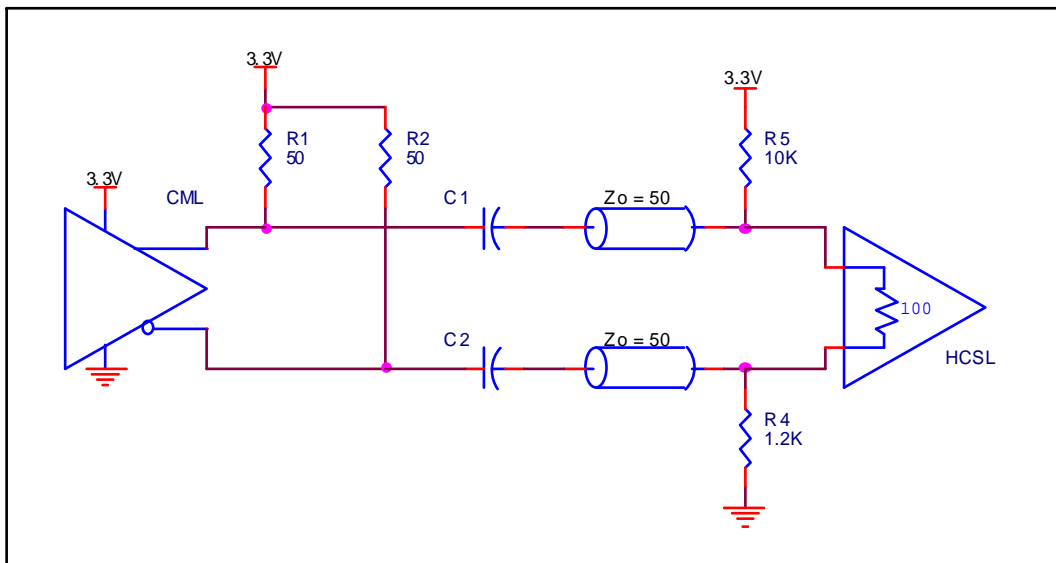 3.3V
3.3V
R1
50
R2
50
R5
10K
3.3V
CML
C1
Zo = 50
100
C2
Zo = 50
HCSL
R4
1.2K